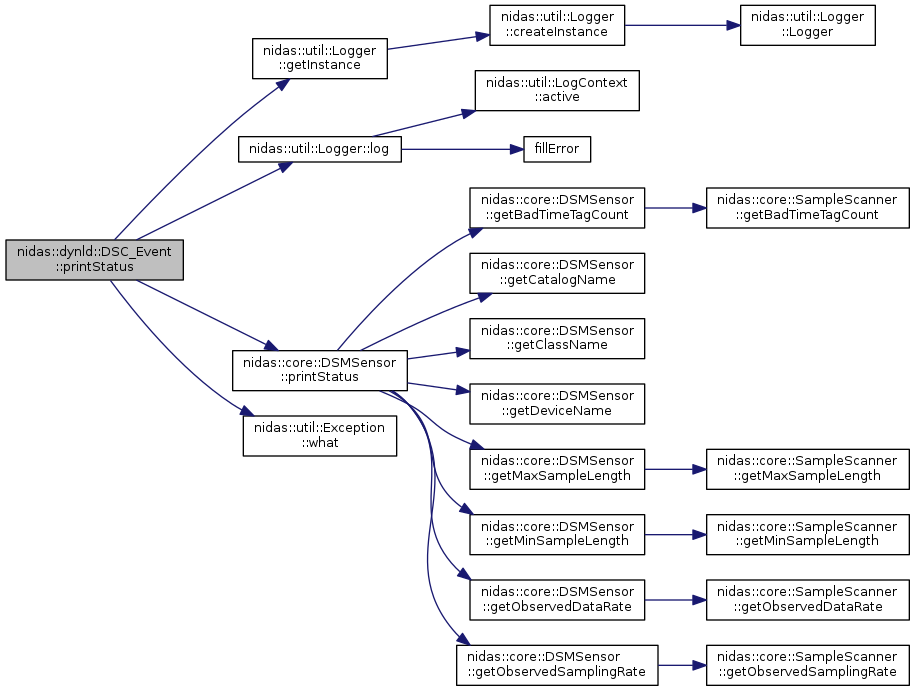 nidas::dynld::DSC_Event
::printStatus
nidas::util::Logger
::getInstance
nidas::util::Logger
::createInstance
nidas::util::Logger
::Logger
nidas::util::Logger::log
nidas::util::LogContext
::active
fillError
nidas::core::DSMSensor
::printStatus
nidas::core::DSMSensor
::getBadTimeTagCount
nidas::core::SampleScanner
::getBadTimeTagCount
nidas::core::DSMSensor
::getCatalogName
nidas::core::DSMSensor
::getClassName
nidas::core::DSMSensor
::getDeviceName
nidas::core::DSMSensor
::getMaxSampleLength
nidas::core::SampleScanner
::getMaxSampleLength
nidas::core::DSMSensor
::getMinSampleLength
nidas::core::SampleScanner
::getMinSampleLength
nidas::core::DSMSensor
::getObservedDataRate
nidas::core::SampleScanner
::getObservedDataRate
nidas::core::DSMSensor
::getObservedSamplingRate
nidas::core::SampleScanner
::getObservedSamplingRate
nidas::util::Exception
::what